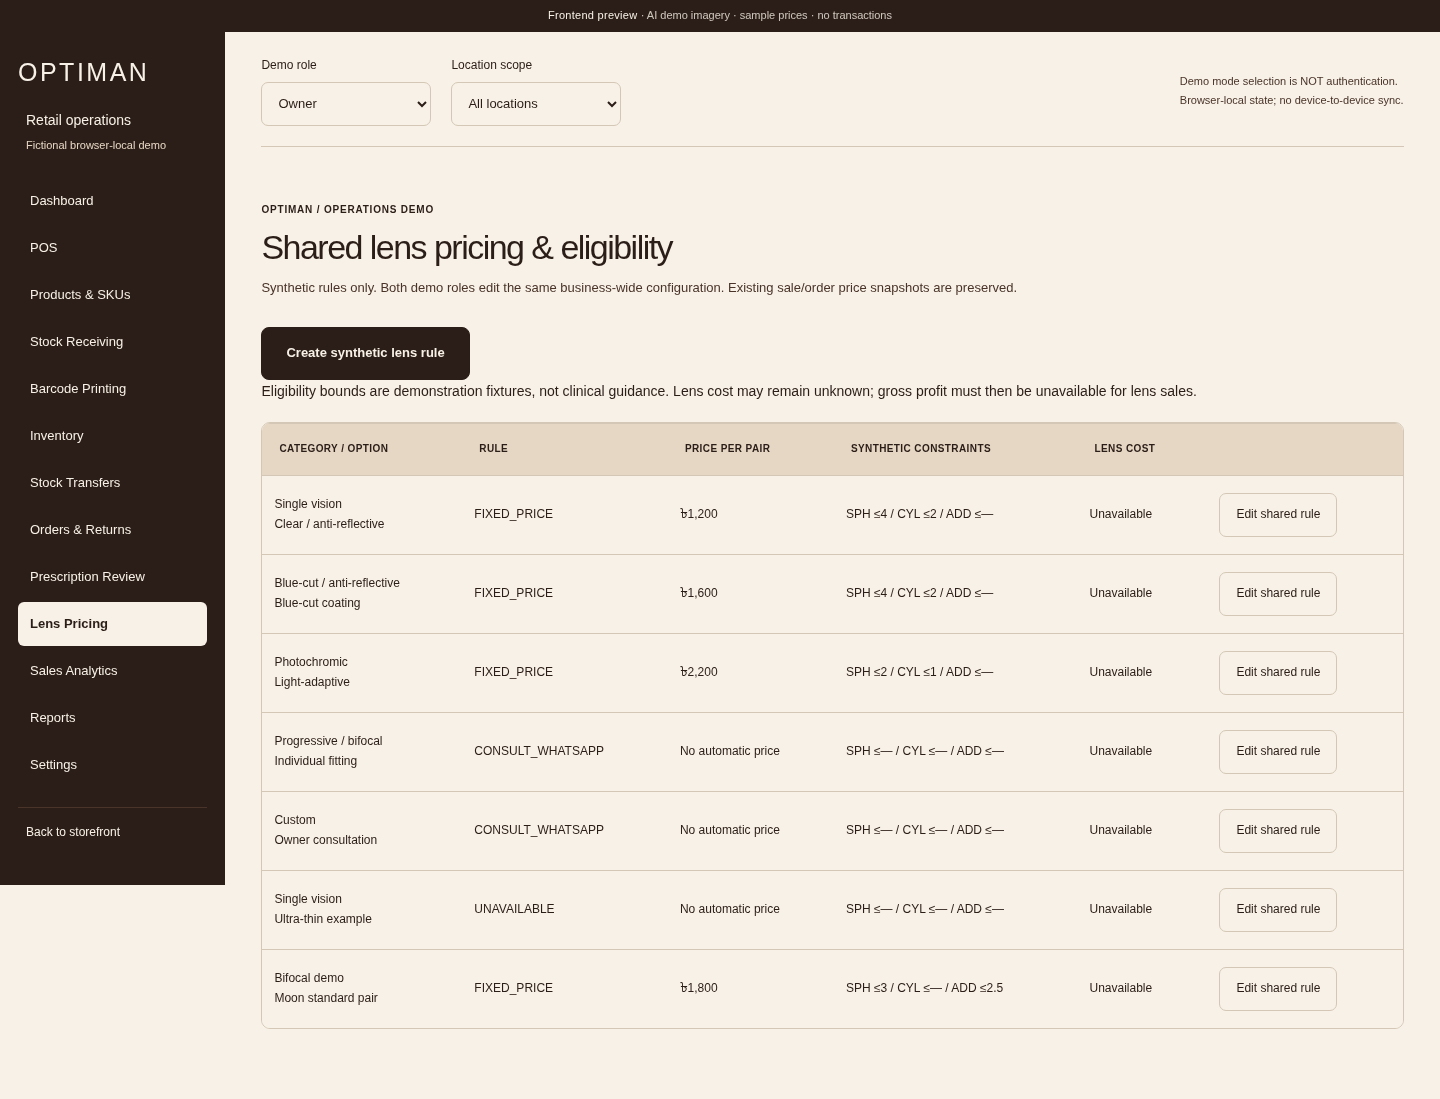 Frontend preview · AI demo imagery · sample prices · no transactions
OPTIMAN
Retail operations
Fictional browser-local demo
Dashboard
POS
Products & SKUs
Stock Receiving
Barcode Printing
Inventory
Stock Transfers
Orders & Returns
Prescription Review
Lens Pricing
Sales Analytics
Reports
Settings
Back to storefront
Demo role
Location scope
Owner
All locations
Demo mode selection is NOT authentication.
Browser-local state; no device-to-device sync.
OPTIMAN / OPERATIONS DEMO
Shared lens pricing & eligibility
Synthetic rules only. Both demo roles edit the same business-wide configuration. Existing sale/order price snapshots are preserved.
Create synthetic lens rule
Eligibility bounds are demonstration fixtures, not clinical guidance. Lens cost may remain unknown; gross profit must then be unavailable for lens sales.
CATEGORY / OPTION RULE PRICE PER PAIR SYNTHETIC CONSTRAINTS LENS COST
Single vision
Clear / anti-reflective
FIXED_PRICE ৳1,200 SPH ≤4 / CYL ≤2 / ADD ≤— Unavailable Edit shared rule
Blue-cut / anti-reflective
Blue-cut coating
FIXED_PRICE ৳1,600 SPH ≤4 / CYL ≤2 / ADD ≤— Unavailable Edit shared rule
Photochromic
Light-adaptive
FIXED_PRICE ৳2,200 SPH ≤2 / CYL ≤1 / ADD ≤— Unavailable Edit shared rule
Progressive / bifocal
Individual fitting
CONSULT_WHATSAPP No automatic price SPH ≤— / CYL ≤— / ADD ≤— Unavailable Edit shared rule
Custom
Owner consultation
CONSULT_WHATSAPP No automatic price SPH ≤— / CYL ≤— / ADD ≤— Unavailable Edit shared rule
Single vision
Ultra-thin example
UNAVAILABLE No automatic price SPH ≤— / CYL ≤— / ADD ≤— Unavailable Edit shared rule
Bifocal demo
Moon standard pair
FIXED_PRICE ৳1,800 SPH ≤3 / CYL ≤— / ADD ≤2.5 Unavailable Edit shared rule